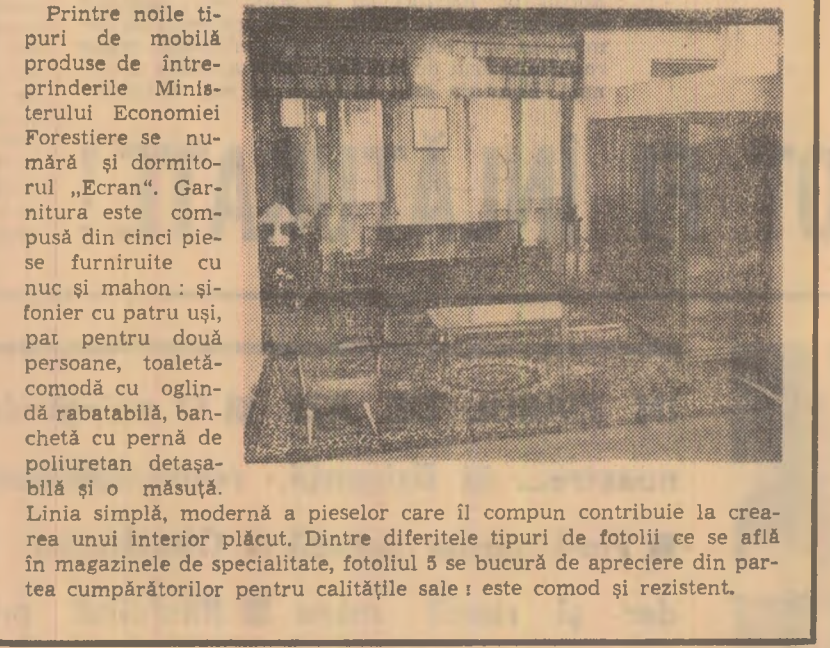 Printre noile ti-
puri de mobilă
produse de între-
prinderile Minis-
terului Economiei
Forestiere se nu-
mără și dormito-
rul „Ecran“. Gar-
nitura este com-
pusă din cinci pie-
se furniruite cu
nuc și mahon : și-
fonier cu patru uși,
pat pentru două
persoane, toaletă-
comodă cu oglin-
dă rabatabilă, ban-
chetă cu pernă de
poliuretan detașa-
bilă și o măsuță.
Linia simplă, modernă a pieselor care îl compun contribuie la crea-
rea unui interior plăcut. Dintre diferitele tipuri de fotolii ce se află
în magazinele de specialitate, fotoliul 5 se bucură de apreciere din par-
tea cumpărătorilor pentru calitățile sale : este comod și rezistent.